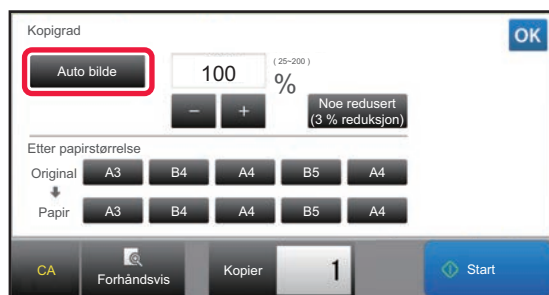 Kopigrad
OK
Auto bilde
100
( 25~200 )
%
−
+
Noe redusert
(3 % reduksjon)
Etter papirstørrelse
Original A3 B4 A4 B5 A4
Papir A3 B4 A4 B5 A4
CA
Forhåndsvis
Kopier
1
Start